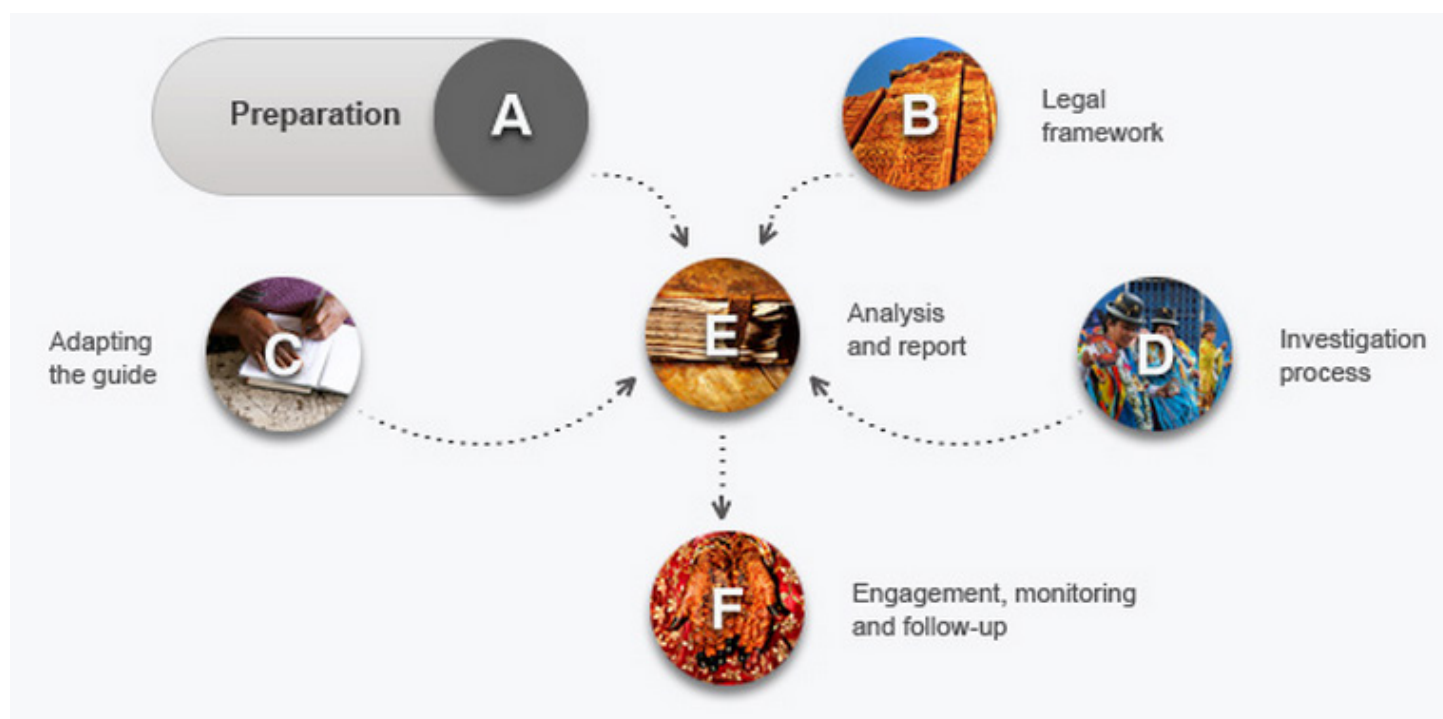 Preparation
A
B
Legal
framework
Adapting
the guide
C
E
Analysis
and report
D
Investigation
process
F
Engagement, monitoring
and follow-up